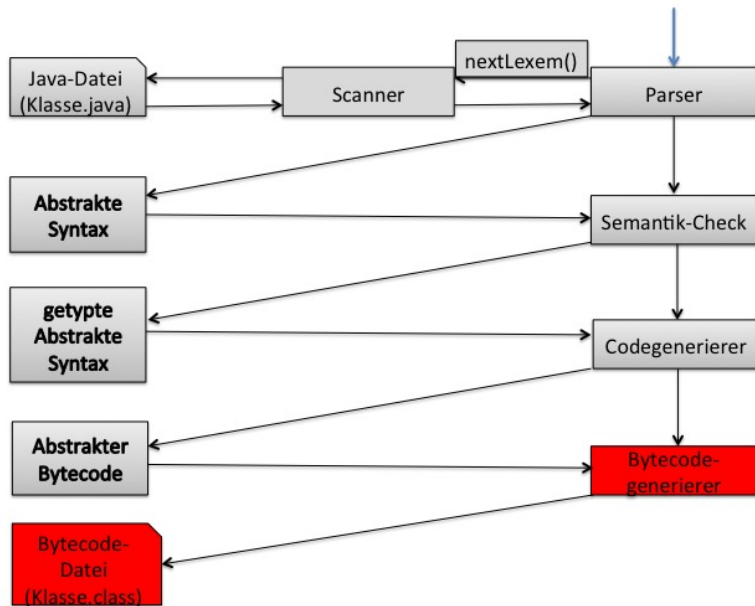 nextLexem()
Java-Datei
(Klasse.java)
Scanner
Parser
Abstrakte
Syntax
Semantik-Check
getypte
Abstrakte
Syntax
Codegenerierer
Abstrakter
Bytecode
Bytecode-
generierer
Bytecode-
Datei
(Klasse.class)